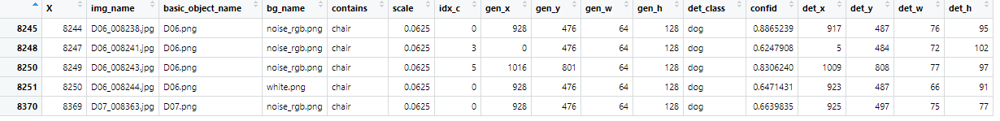 X img_name basic_object_name bg_name contains scale idx_c gen_x gen_y gen_w gen_h det_class confid det_x det_y det_w det_h
8245 8244 D06_008238.jpg D06.png noise_rgb.png chair 0.0625 0 928 476 64 128 dog 0.8865239 917 487 76 95
8248 8247 D06_008241.jpg D06.png noise_rgb.png chair 0.0625 3 0 476 64 128 dog 0.6247908 5 484 72 102
8250 8249 D06_008243.jpg D06.png noise_rgb.png chair 0.0625 5 1016 801 64 128 dog 0.8306240 1009 808 77 97
8251 8250 D06_008244.jpg D06.png white.png chair 0.0625 0 928 476 64 128 dog 0.6471431 923 487 66 91
8370 8369 D07_008363.jpg D07.png noise_rgb.png chair 0.0625 0 928 476 64 128 dog 0.6639835 925 497 75 77